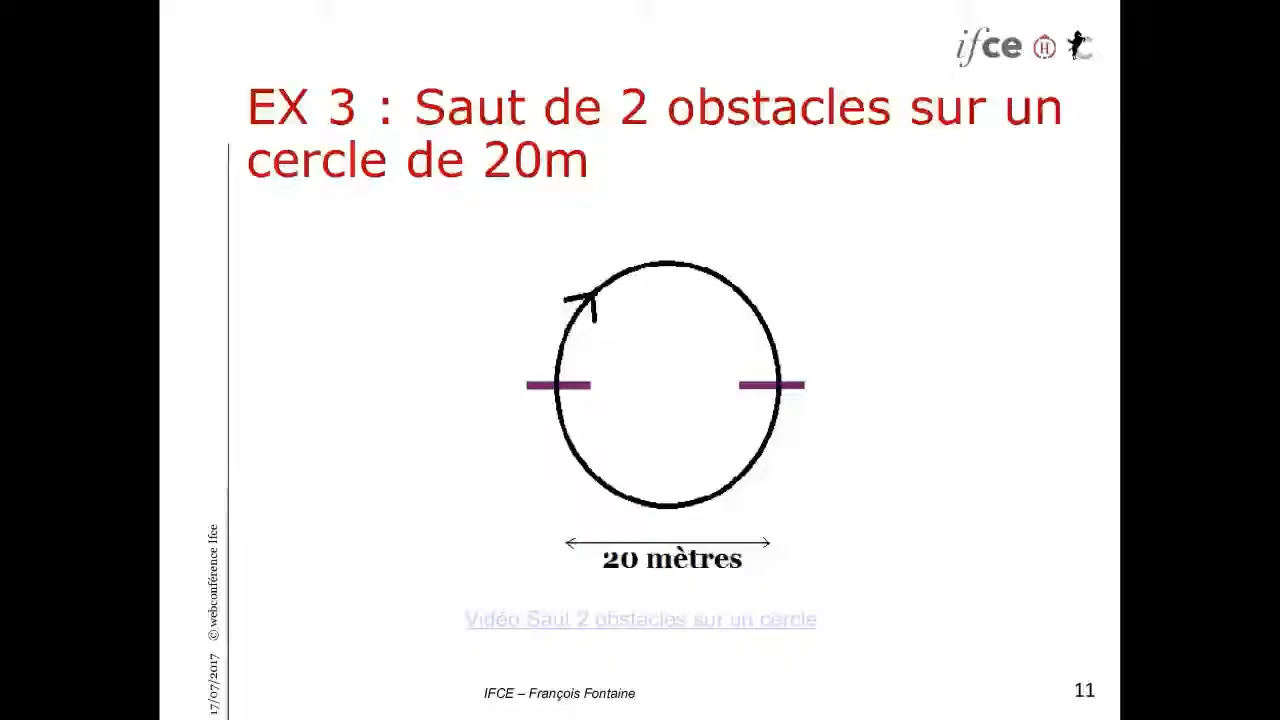 ifce
EX 3 : Saut de 2 obstacles sur un
cercle de 20m
20 mètres
Vidéo Saut 2 obstacles sur un cercle
17/07/2017 © webconférence Ifce
IFCE – François Fontaine
11